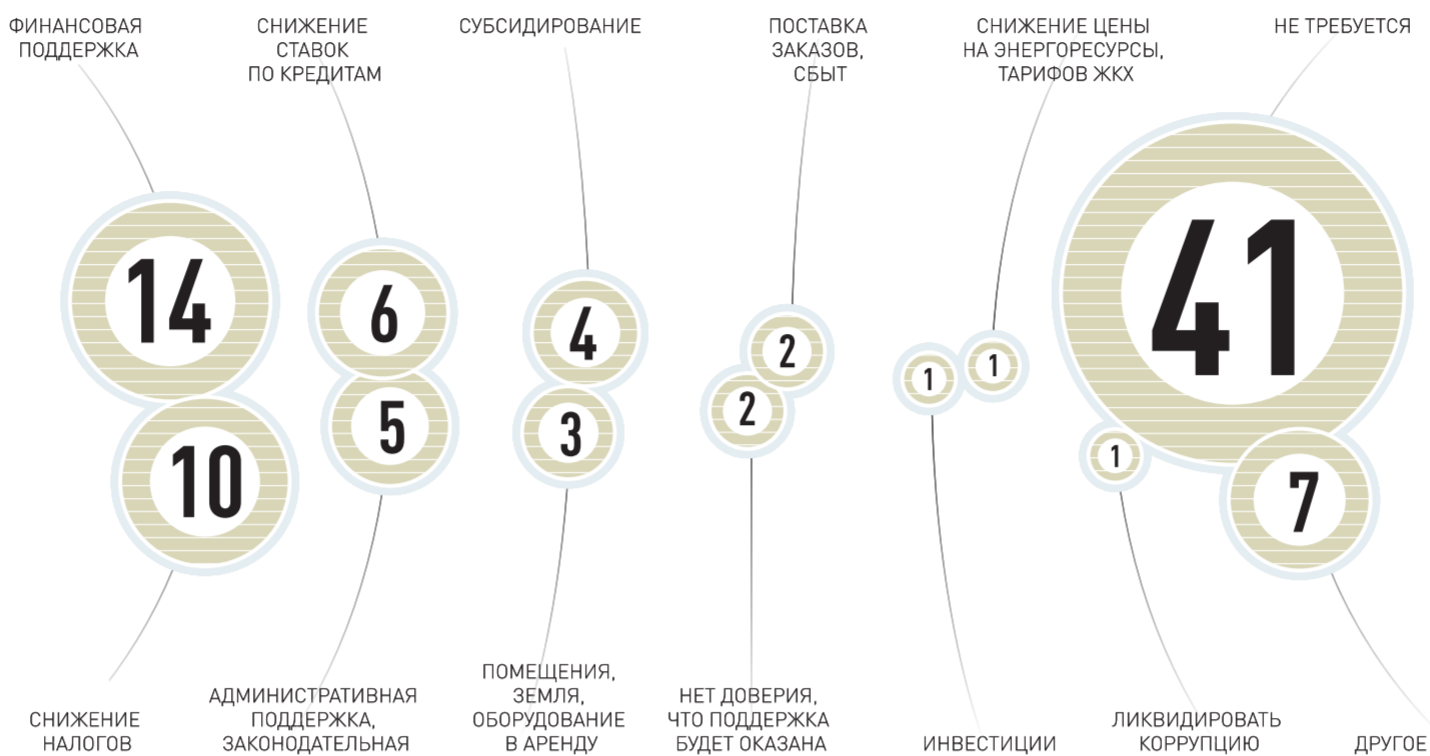 ФИНАНСОВАЯ
ПОДДЕРЖКА
СНИЖЕНИЕ
СТАВОК
ПО КРЕДИТАМ
СУБСИДИРОВАНИЕ
ПОСТАВКА
ЗАКАЗОВ,
СБЫТ
СНИЖЕНИЕ ЦЕНЫ
НА ЭНЕРГОРЕСУРСЫ,
ТАРИФОВ ЖКХ
НЕ ТРЕБУЕТСЯ
14
6
4
2
1
1
41
10
5
3
2
1
7
СНИЖЕНИЕ
НАЛОГОВ
АДМИНИСТРАТИВНАЯ
ПОДДЕРЖКА,
ЗАКОНОДАТЕЛЬНАЯ
ПОМЕЩЕНИЯ,
ЗЕМЛЯ,
ОБОРУДОВАНИЕ
В АРЕНДУ
НЕТ ДОВЕРИЯ,
ЧТО ПОДДЕРЖКА
БУДЕТ ОКАЗАНА
ИНВЕСТИЦИИ
ЛИКВИДИРОВАТЬ
КОРРУПЦИЮ
ДРУГОЕ